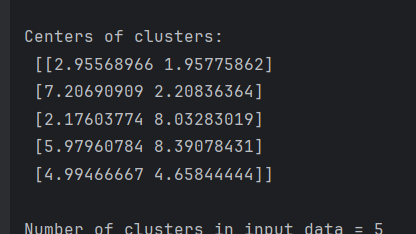 Centers of clusters:
[[2.95568966 1.95775862]
[7.20690909 2.20836364]
[2.17603774 8.03283019]
[5.97960784 8.39078431]
[4.99466667 4.65844444]]
Number of clusters in input data = 5